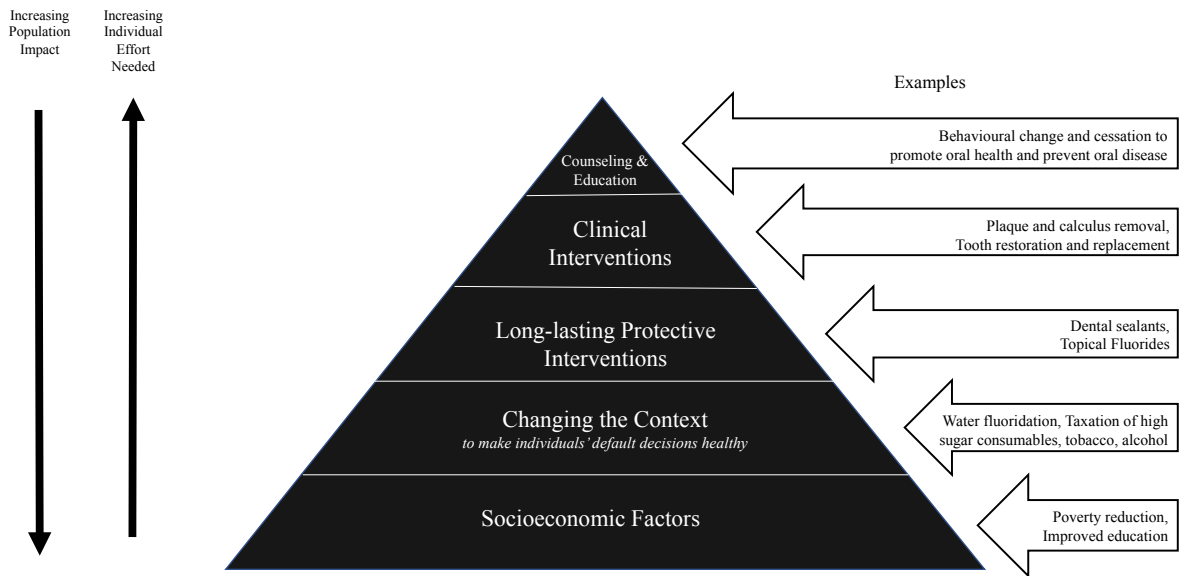 Increasing
Population
Impact
Increasing
Individual
Effort
Needed
Examples
Counseling &
Education
Behavioural change and cessation to
promote oral health and prevent oral disease
Clinical
Interventions
Plaque and calculus removal,
Tooth restoration and replacement
Long-lasting Protective
Interventions
Dental sealants,
Topical Fluorides
Changing the Context
to make individuals' default decisions healthy
Water fluoridation, Taxation of high
sugar consumables, tobacco, alcohol
Socioeconomic Factors
Poverty reduction,
Improved education